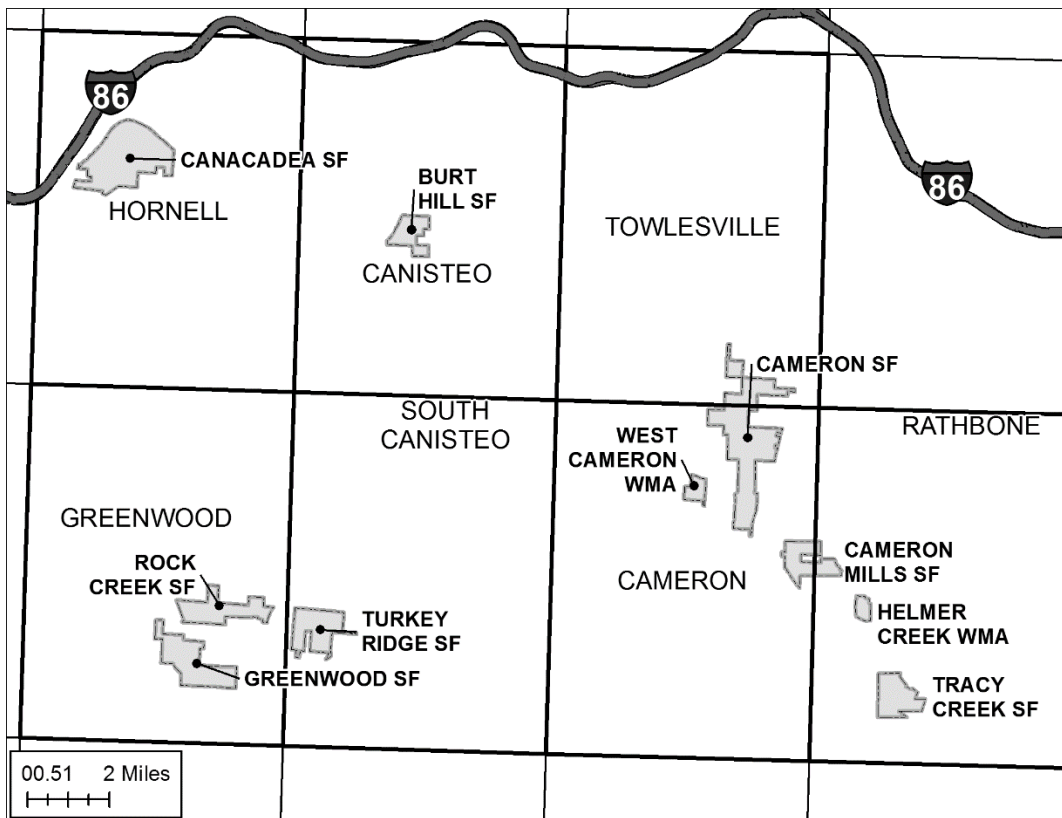 86
CANACADEA SF
HORNELL
BURT
HILL SF
CANISTEO
TOWLESVILLE
86
CAMERON SF
SOUTH
CANISTEO
WEST
CAMERON
WMA
RATHBONE
GREENWOOD
ROCK
CREEK SF
TURKEY
RIDGE SF
GREENWOOD SF
CAMERON
CAMERON
MILLS SF
HELMER
CREEK WMA
TRACY
CREEK SF
00.51 2 Miles